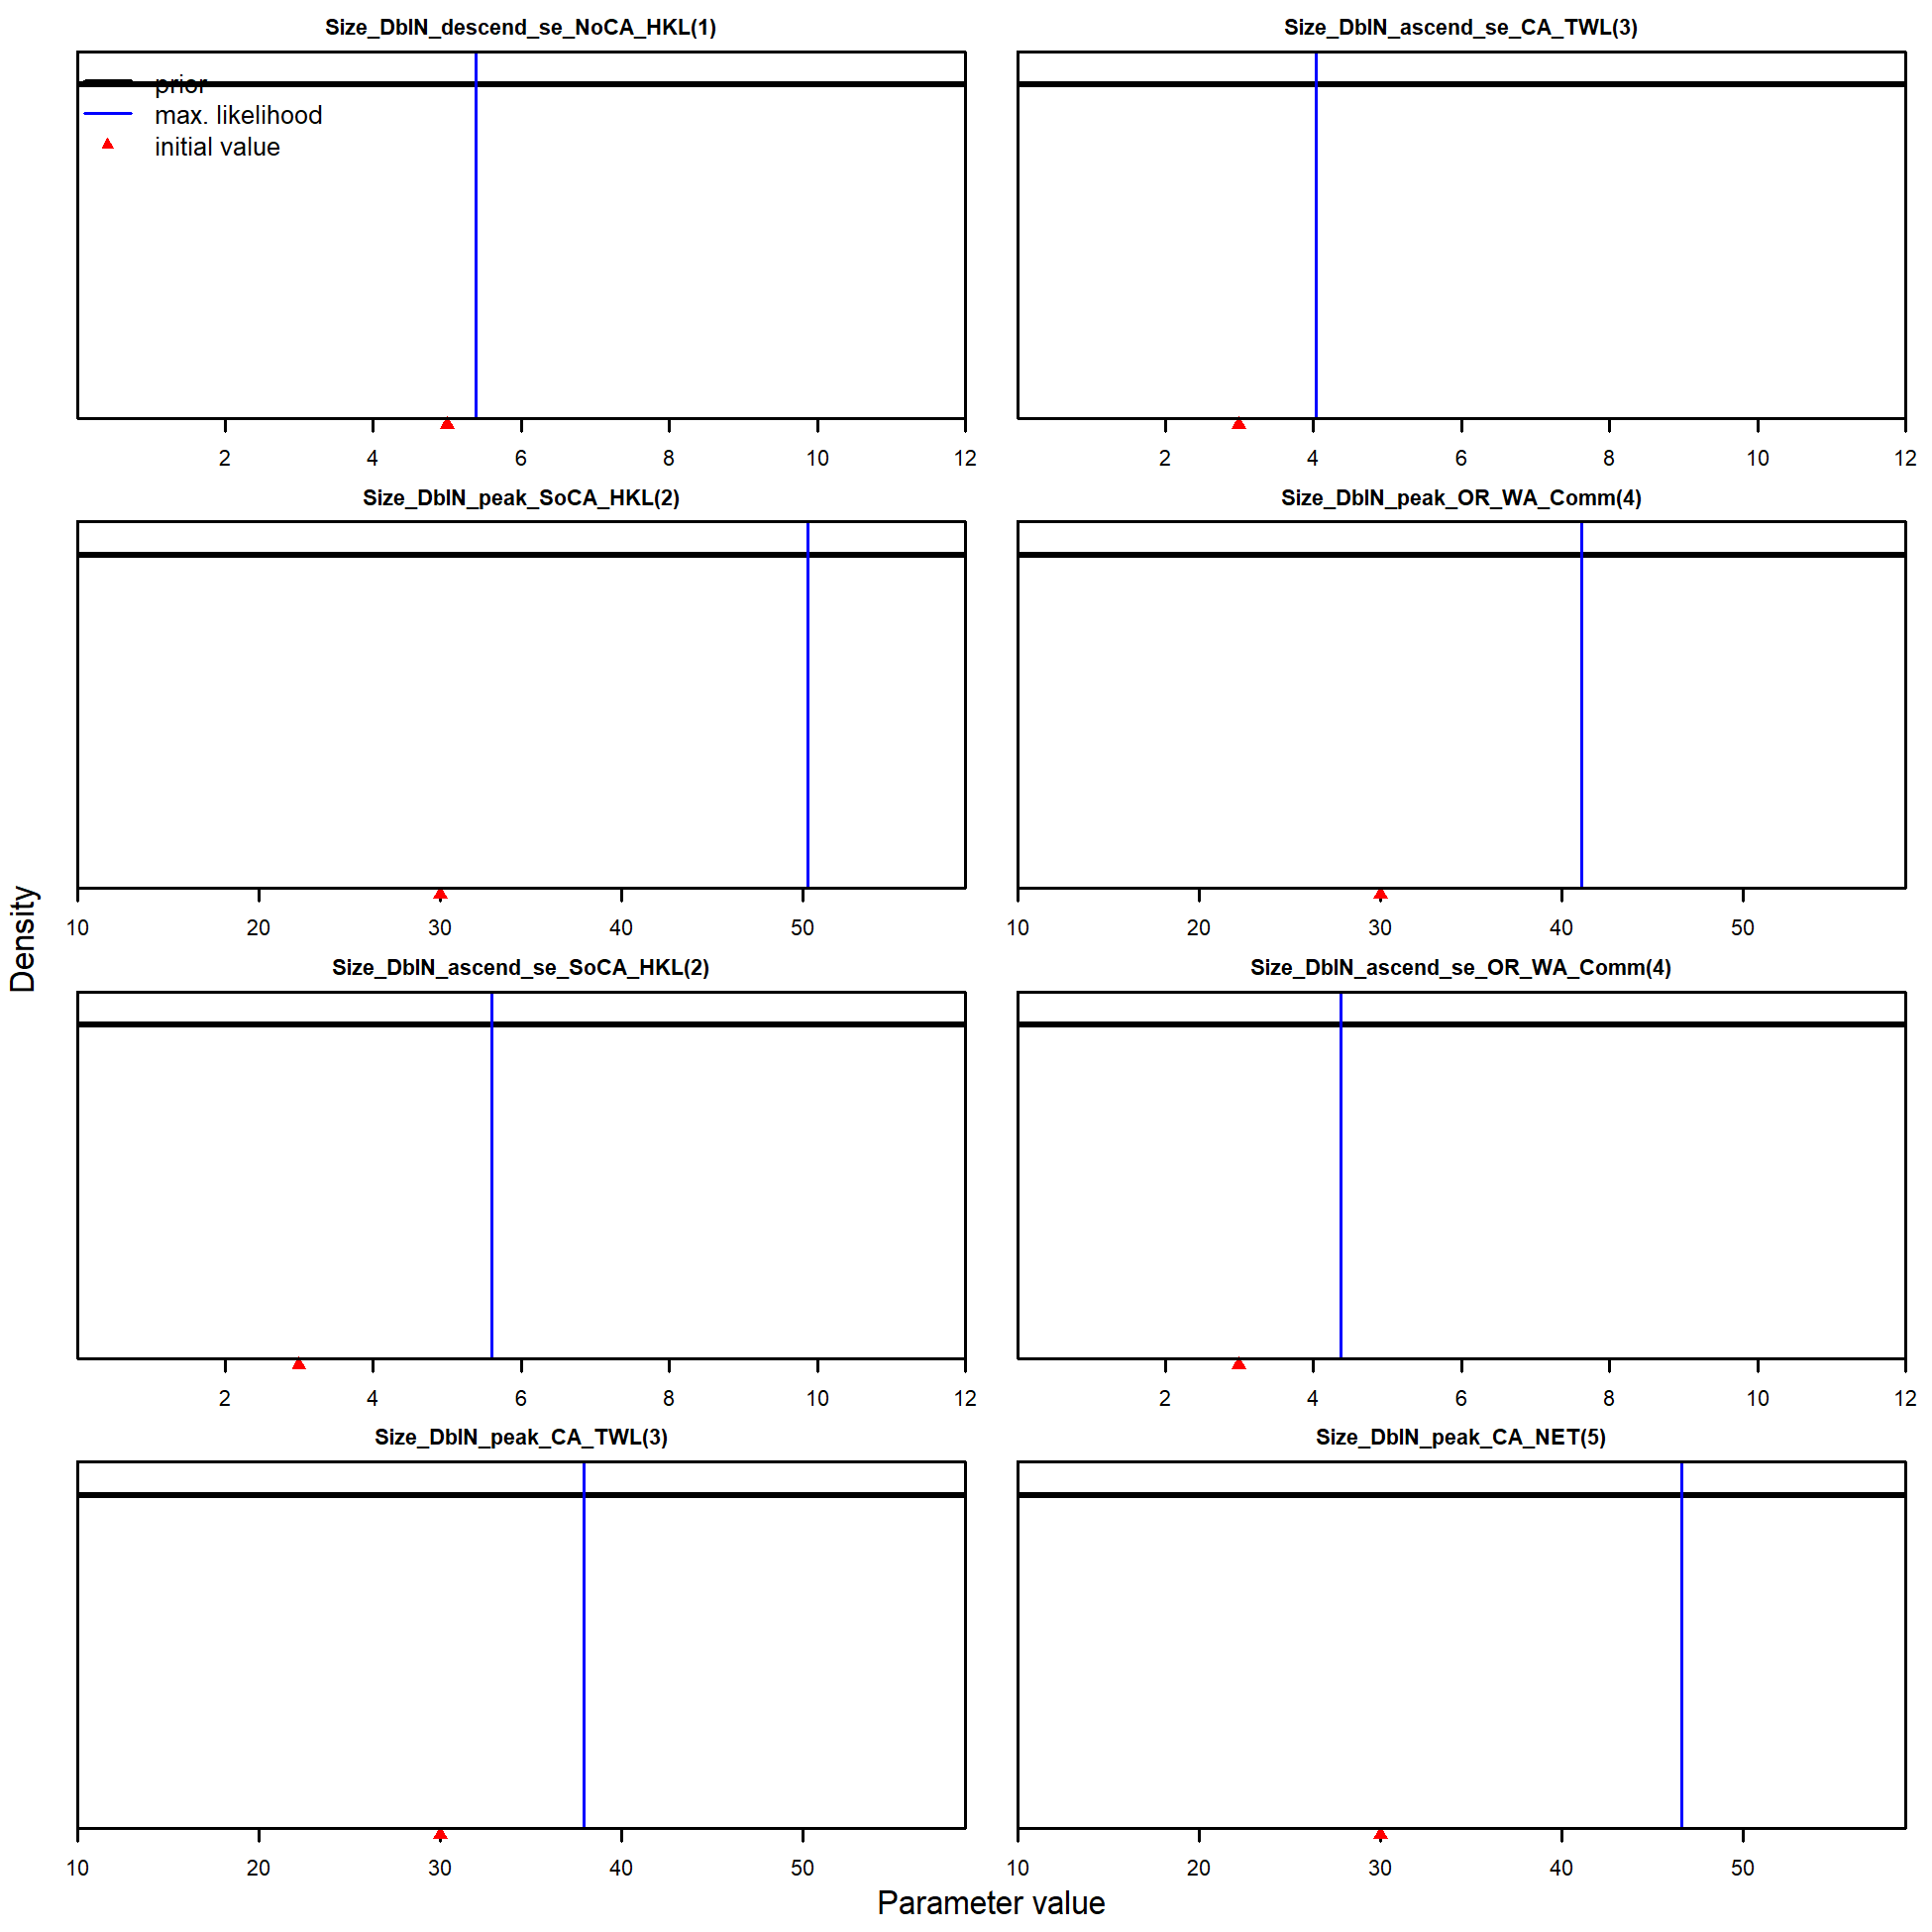 Size_DblN_descend_se_NoCA_HKL(1)
prior
max. likelihood
initial value
2 4 6 8 10 12
Size_DblN_ascend_se_CA_TWL(3)
2 4 6 8 10 12
Size_DblN_peak_SoCA_HKL(2)
10 20 30 40 50
Size_DblN_peak_OR_WA_Comm(4)
10 20 30 40 50
Size_DblN_ascend_se_SoCA_HKL(2)
2 4 6 8 10 12
Size_DblN_ascend_se_OR_WA_Comm(4)
2 4 6 8 10 12
Size_DblN_peak_CA_TWL(3)
10 20 30 40 50
Size_DblN_peak_CA_NET(5)
10 20 30 40 50
Density
Parameter value